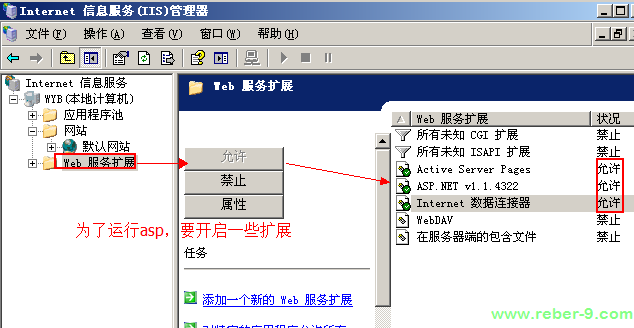 Internet 信息服务(IIS)管理器
文件(F) 操作(A) 查看(V) 窗口(W) 帮助(H)
Internet 信息服务
WYB(本地计算机)
应用程序池
网站
默认网站
Web 服务扩展
Web 服务扩展
允许
禁止
属性
为了运行asp，要开启一些扩展
任务
添加一个新的 Web 服务扩展
Web 服务扩展 状况
所有未知 CGI 扩展 禁止
所有未知 ISAPI 扩展 禁止
Active Server Pages 允许
ASP.NET v1.1.4322 允许
Internet 数据连接器 允许
WebDAV 禁止
在服务器端的包含文件 禁止
www.reber-9.com